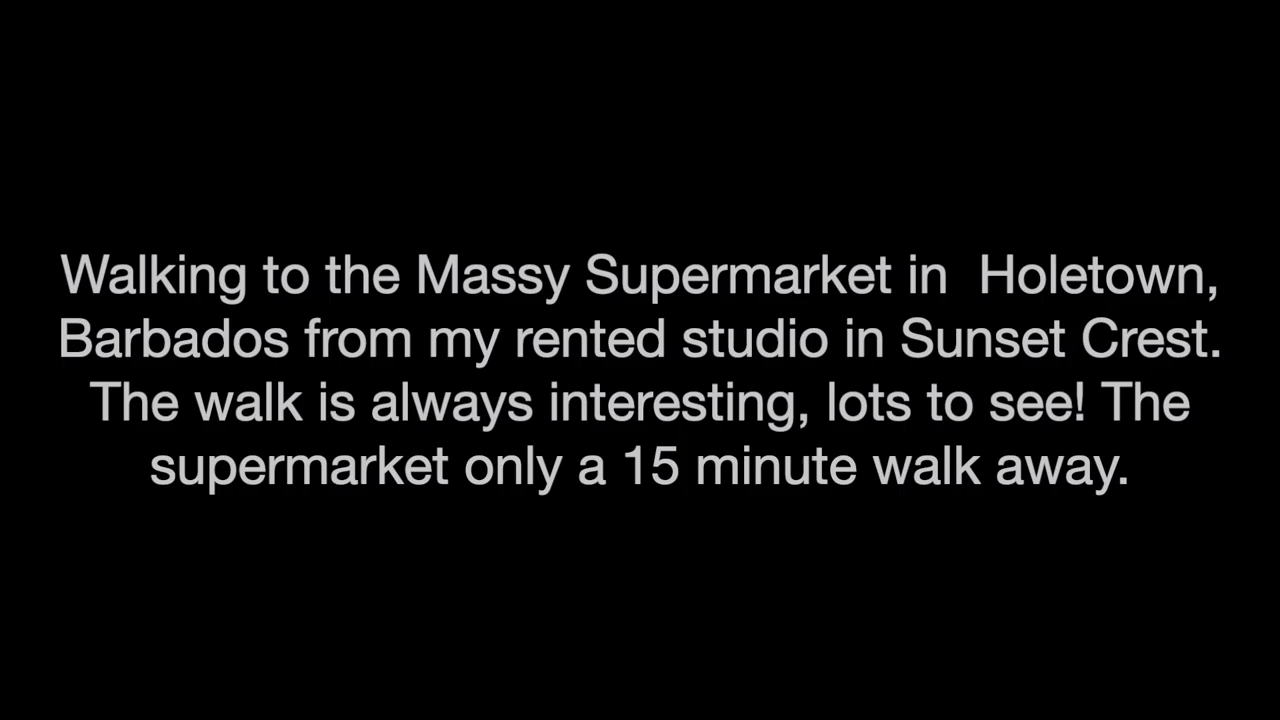 Walking to the Massy Supermarket in  Holetown,
Barbados from my rented studio in Sunset Crest.
The walk is always interesting, lots to see! The
supermarket only a 15 minute walk away.